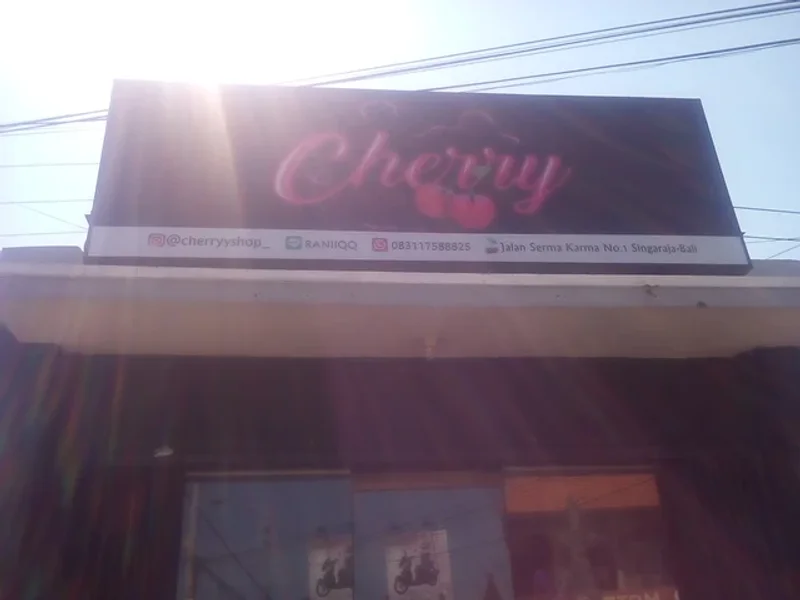 Cherry
@cherryyshop_ RANIIQQ 083117588825 Jalan Serma Karma No.1 Singaraja-Bali